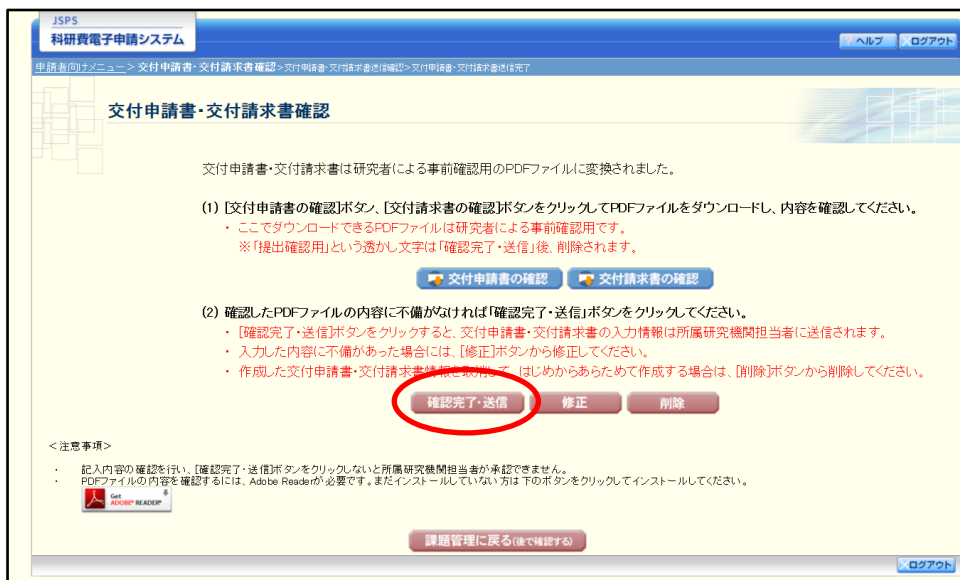 JSPS
科研費電子申請システム
ヘルプ
ログアウト
申請者向けメニュー>交付申請書・交付請求書確認>交付申請書・交付請求書送信確認>交付申請書・交付請求書送信完了
交付申請書・交付請求書確認
交付申請書・交付請求書は研究者による事前確認用のPDFファイルに変換されました。
(1) [交付申請書の確認]ボタン、[交付請求書の確認]ボタンをクリックしてPDFファイルをダウンロードし、内容を確認してください。
・ ここでダウンロードできるPDFファイルは研究者による事前確認用です。
※「提出確認用」という透かし文字は「確認完了・送信」後、削除されます。
交付申請書の確認
交付請求書の確認
(2) 確認したPDFファイルの内容に不備がなければ「確認完了・送信」ボタンをクリックしてください。
・ [確認完了・送信]ボタンをクリックすると、交付申請書・交付請求書の入力情報は所属研究機関担当者に送信されます。
・ 入力した内容に不備があった場合には、[修正]ボタンから修正してください。
・ 作成した交付申請書・交付請求書情報を取消して、はじめからあらためて作成する場合は、[削除]ボタンから削除してください。
確認完了・送信
修正
削除
<注意事項>
・ 記入内容の確認を行い、[確認完了・送信]ボタンをクリックしないと所属研究機関担当者が承認できません。
・ PDFファイルの内容を確認するには、Adobe Readerが必要です。まだインストールしていない方は下のボタンをクリックしてインストールしてください。
Get
ADOBE® READER®
課題管理に戻る(後で確認する)
ログアウト